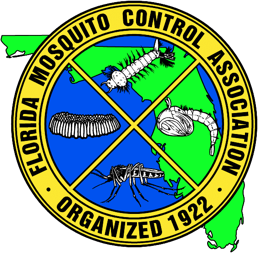 · FLORIDA MOSQUITO CONTROL ASSOCIATION ·
ORGANIZED 1922